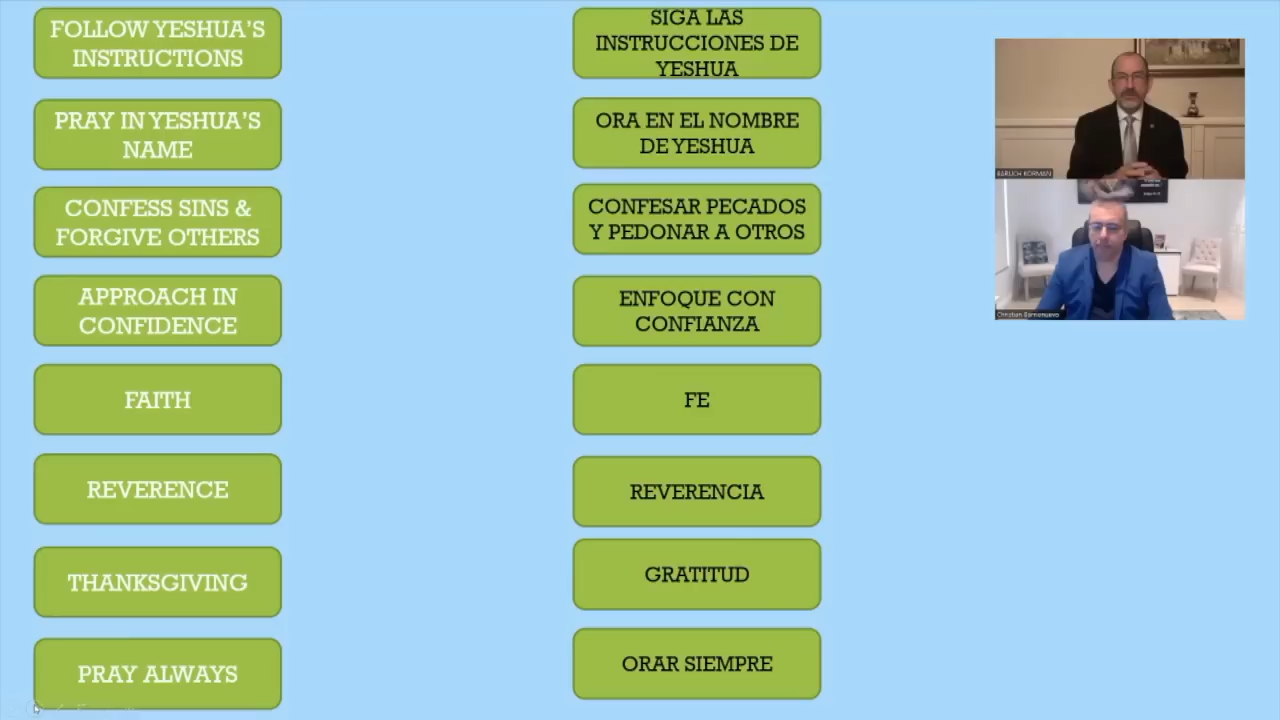 FOLLOW YESHUA'S
INSTRUCTIONS
PRAY IN YESHUA'S
NAME
CONFESS SINS &
FORGIVE OTHERS
APPROACH IN
CONFIDENCE
FAITH
REVERENCE
THANKSGIVING
PRAY ALWAYS
SIGA LAS
INSTRUCCIONES DE
YESHUA
ORA EN EL NOMBRE
DE YESHUA
CONFESAR PECADOS
Y PEDONAR A OTROS
ENFOQUE CON
CONFIANZA
FE
REVERENCIA
GRATITUD
ORAR SIEMPRE
BARUCH KORMAN
Christian Barrionuevo